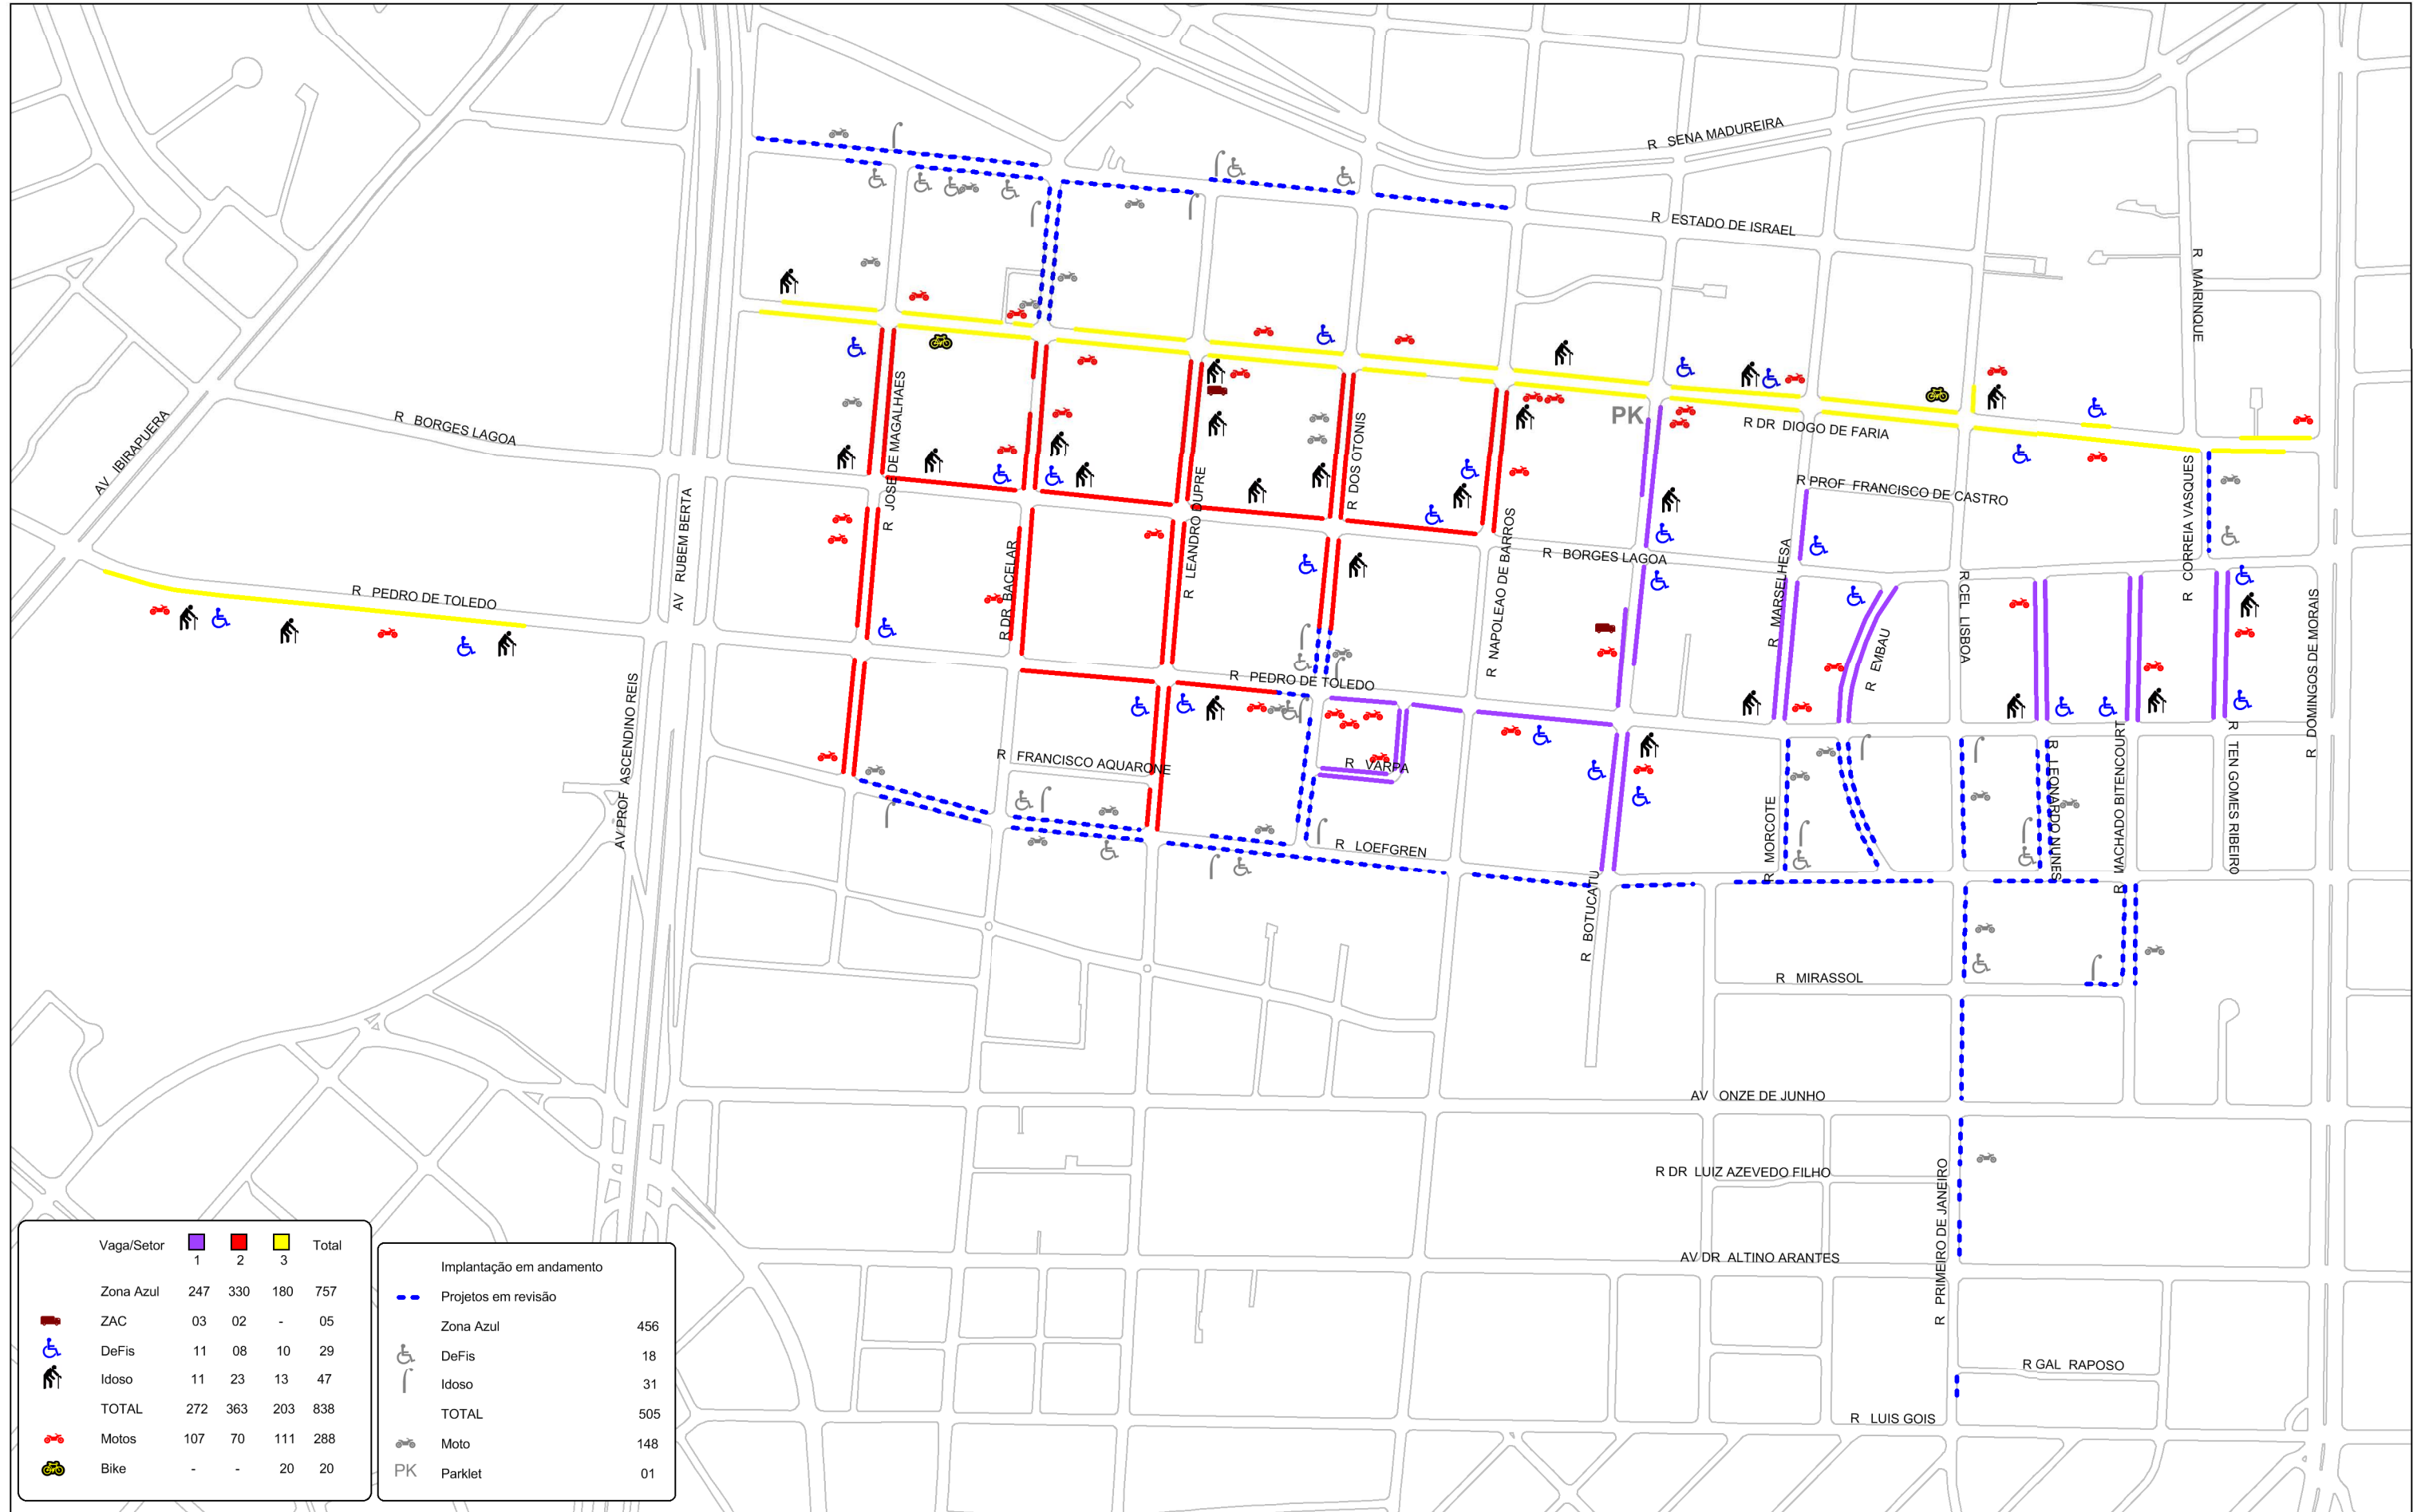 R SENA MADUREIRA
R ESTADO DE ISRAEL
R MAIRINQUE
R JOSE DE MAGALHAES
R DOS OTONIS
PK
R DR DIOGO DE FARIA
AV IBIRAPUERA
R BORGES LAGOA
R PROF FRANCISCO DE CASTRO
R LEANDRO DUPRE
R CORREIA VASQUES
AV RUBEM BERTA
R DR BACELAR
R NAPOLEAO DE BARROS
R BORGES LAGOA
R MARSELHESA
R CEL LISBOA
R EMBAU
R DOMINGOS DE MORAIS
R PEDRO DE TOLEDO
R PEDRO DE TOLEDO
AV PROF ASCENDINO REIS
R FRANCISCO AQUARONE
R VARPA
R LOEFGREN
R MORCOTE
R LEONARDO NUNES
R MACHADO BITENCOURT
R TEN GOMES RIBEIRO
R BOTUCATU
R MIRASSOL
AV ONZE DE JUNHO
R DR LUIZ AZEVEDO FILHO
R PRIMEIRO DE JANEIRO
AV DR ALTINO ARANTES
R GAL RAPOSO
R LUIS GOIS
Vaga/Setor 1 2 3 Total
Zona Azul 247 330 180 757
ZAC 03 02 - 05
DeFis 11 08 10 29
Idoso 11 23 13 47
TOTAL 272 363 203 838
Motos 107 70 111 288
Bike - - 20 20
Implantação em andamento
Projetos em revisão
Zona Azul 456
DeFis 18
Idoso 31
TOTAL 505
Moto 148
PK Parklet 01